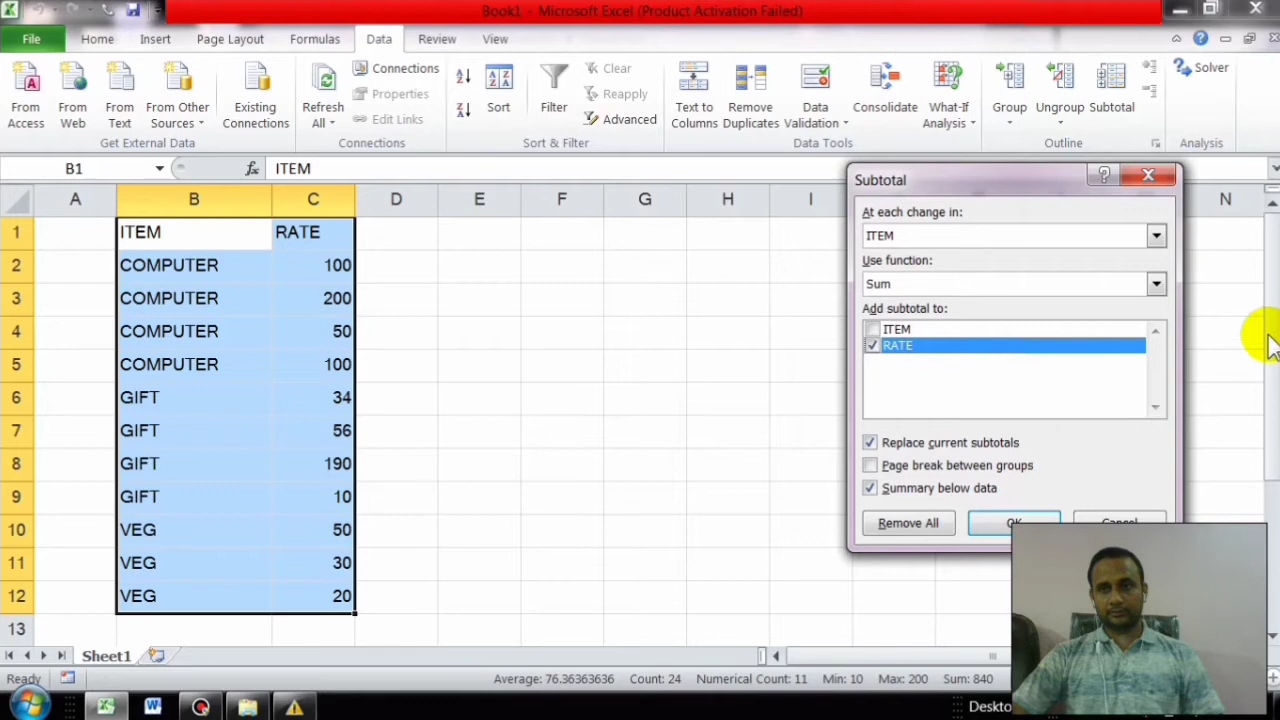 Book1 - Microsoft Excel (Product Activation Failed)
File Home Insert Page Layout Formulas Data Review View
From Access
From Web
From Text
From Other Sources
Existing Connections
Get External Data
Refresh All
Connections
Properties
Edit Links
Connections
Sort
Filter
Clear
Reapply
Advanced
Sort & Filter
Text to Columns
Remove Duplicates
Data Validation
Consolidate
What-If Analysis
Data Tools
Group
Ungroup
Subtotal
Outline
Solver
Analysis
B1 fx ITEM
A B C D E F G H I N
1 ITEM RATE
2 COMPUTER 100
3 COMPUTER 200
4 COMPUTER 50
5 COMPUTER 100
6 GIFT 34
7 GIFT 56
8 GIFT 190
9 GIFT 10
10 VEG 50
11 VEG 30
12 VEG 20
13
Subtotal
At each change in:
ITEM
Use function:
Sum
Add subtotal to:
ITEM
RATE
Replace current subtotals
Page break between groups
Summary below data
Remove All OK Cancel
Sheet1
Ready Average: 76.36363636 Count: 24 Numerical Count: 11 Min: 10 Max: 200 Sum: 840
Desktop